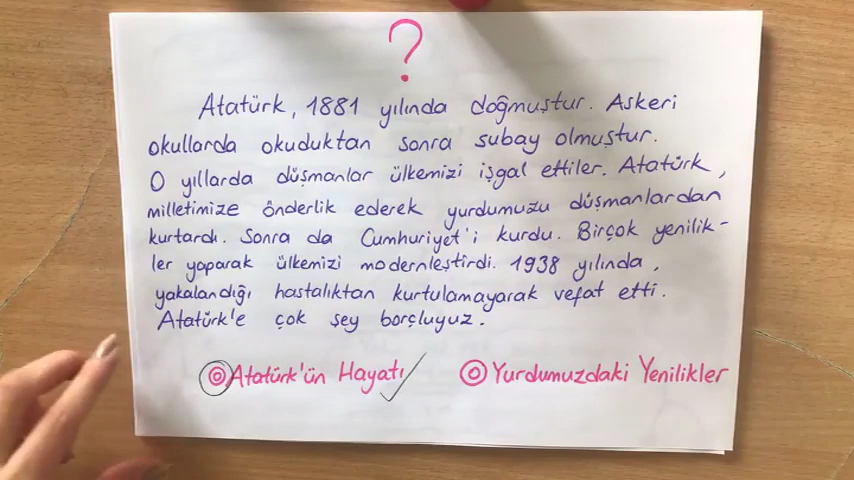 ?
Atatürk, 1881 yılında doğmuştur. Askeri
okullarda okuduktan sonra subay olmuştur.
O yıllarda düşmanlar ülkemizi işgal ettiler. Atatürk,
milletimize önderlik ederek yurdumuzu düşmanlardan
kurtardı. Sonra da Cumhuriyet'i kurdu. Birçok yenilik-
ler yaparak ülkemizi modernleştirdi. 1938 yılında,
yakalandığı hastalıktan kurtulamayarak vefat etti.
Atatürk'e çok şey borçluyuz.
Atatürk'ün Hayatı Yurdumuzdaki Yenilikler